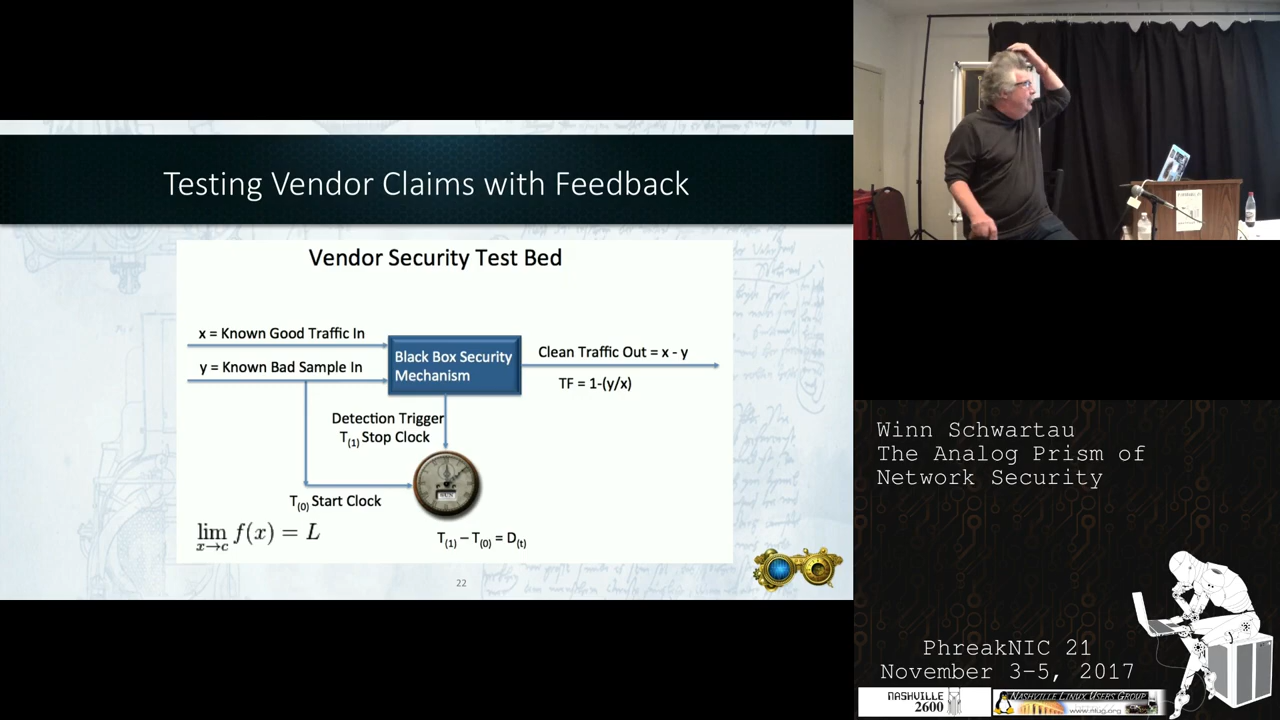 Testing Vendor Claims with Feedback
Vendor Security Test Bed
x = Known Good Traffic In
y = Known Bad Sample In
Black Box Security
Mechanism
Clean Traffic Out = x - y
TF = 1-(y/x)
Detection Trigger
T(1) Stop Clock
T(0) Start Clock
lim f(x) = L
x→c
T(1) – T(0) = D(t)
22
Winn Schwartau
The Analog Prism of
Network Security
PhreakNIC 21
November 3-5, 2017
NASHVILLE
2600
NASHVILLE LINUX USERS GROUP
www.nlug.org